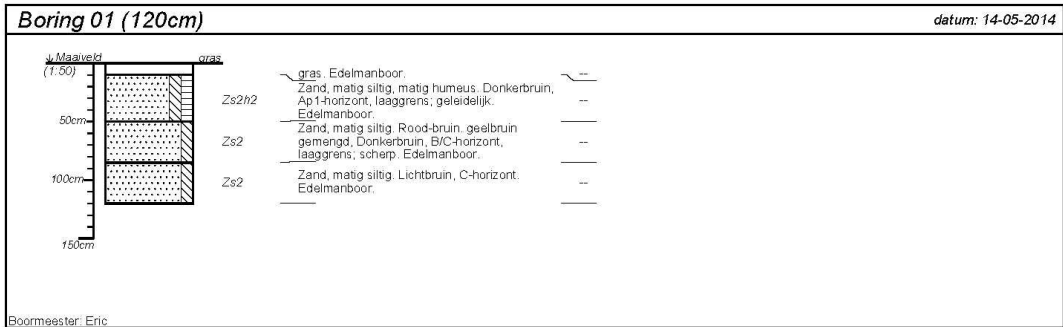 Boring 01 (120cm)
datum: 14-05-2014
Maaiveld
gras
(1:50)
gras. Edelmanboor.
--
Zs2h2
Zand, matig siltig, matig humeus. Donkerbruin,
Ap1-horizont, laaggrens; geleidelijk.
Edelmanboor.
--
50cm
Zs2
Zand, matig siltig. Rood-bruin. geelbruin
gemengd, Donkerbruin, B/C-horizont,
laaggrens; scherp. Edelmanboor.
--
100cm
Zs2
Zand, matig siltig. Lichtbruin, C-horizont.
Edelmanboor.
--
150cm
Boormeester: Eric